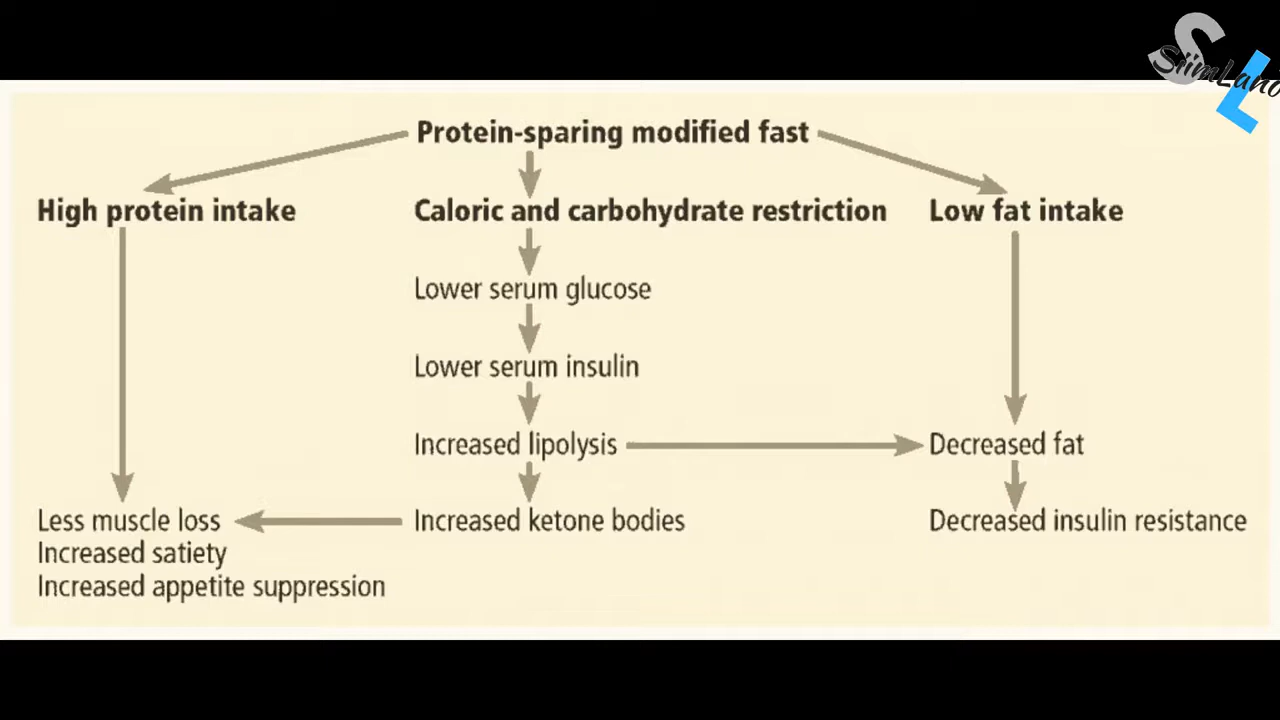 SiimLand
Protein-sparing modified fast
High protein intake
Caloric and carbohydrate restriction
Low fat intake
Lower serum glucose
Lower serum insulin
Increased lipolysis
Decreased fat
Less muscle loss
Increased ketone bodies
Decreased insulin resistance
Increased satiety
Increased appetite suppression